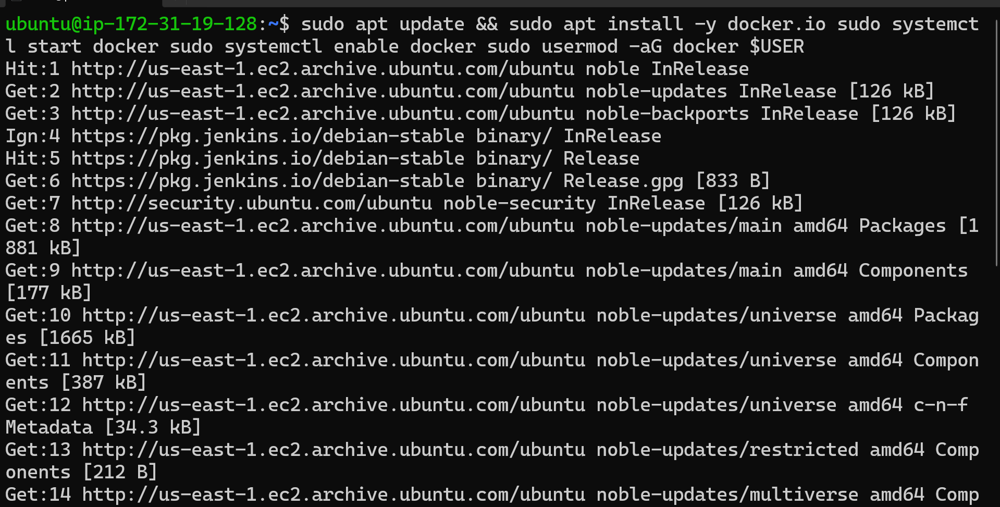 ubuntu@ip-172-31-19-128:~$ sudo apt update && sudo apt install -y docker.io sudo systemct
l start docker sudo systemctl enable docker sudo usermod -aG docker $USER
Hit:1 http://us-east-1.ec2.archive.ubuntu.com/ubuntu noble InRelease
Get:2 http://us-east-1.ec2.archive.ubuntu.com/ubuntu noble-updates InRelease [126 kB]
Get:3 http://us-east-1.ec2.archive.ubuntu.com/ubuntu noble-backports InRelease [126 kB]
Ign:4 https://pkg.jenkins.io/debian-stable binary/ InRelease
Hit:5 https://pkg.jenkins.io/debian-stable binary/ Release
Get:6 https://pkg.jenkins.io/debian-stable binary/ Release.gpg [833 B]
Get:7 http://security.ubuntu.com/ubuntu noble-security InRelease [126 kB]
Get:8 http://us-east-1.ec2.archive.ubuntu.com/ubuntu noble-updates/main amd64 Packages [1
881 kB]
Get:9 http://us-east-1.ec2.archive.ubuntu.com/ubuntu noble-updates/main amd64 Components
[177 kB]
Get:10 http://us-east-1.ec2.archive.ubuntu.com/ubuntu noble-updates/universe amd64 Packag
es [1665 kB]
Get:11 http://us-east-1.ec2.archive.ubuntu.com/ubuntu noble-updates/universe amd64 Compon
ents [387 kB]
Get:12 http://us-east-1.ec2.archive.ubuntu.com/ubuntu noble-updates/universe amd64 c-n-f
Metadata [34.3 kB]
Get:13 http://us-east-1.ec2.archive.ubuntu.com/ubuntu noble-updates/restricted amd64 Comp
onents [212 B]
Get:14 http://us-east-1.ec2.archive.ubuntu.com/ubuntu noble-updates/multiverse amd64 Comp